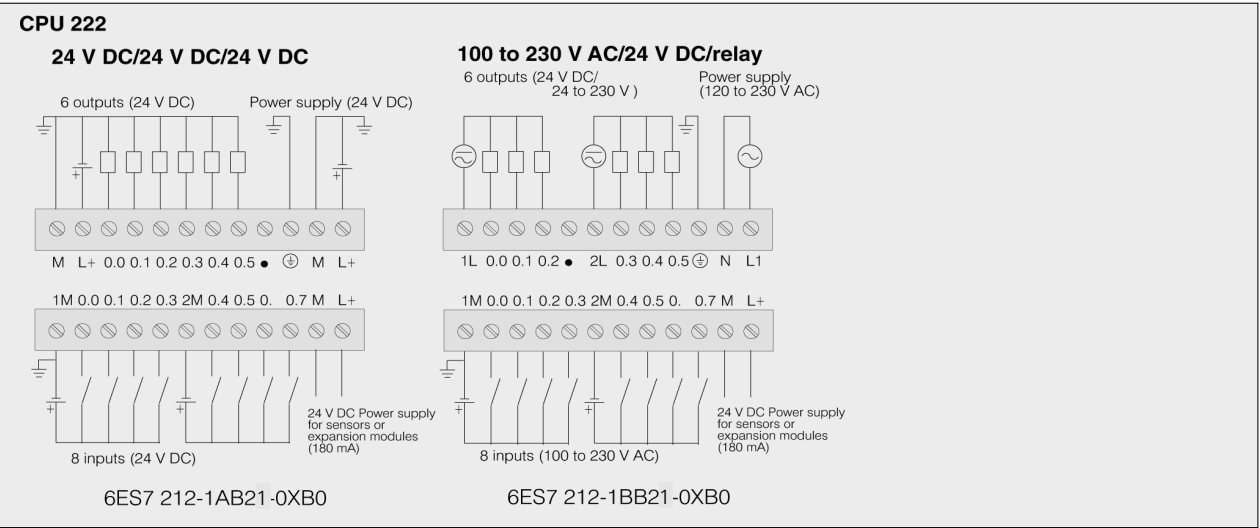 CPU 222
24 V DC/24 V DC/24 V DC
6 outputs (24 V DC)
Power supply (24 V DC)
+
+
M L+ 0.0 0.1 0.2 0.3 0.4 0.5 ● M L+
1M 0.0 0.1 0.2 0.3 2M 0.4 0.5 0. 0.7 M L+
+
+
24 V DC Power supply
for sensors or
expansion modules
(180 mA)
8 inputs (24 V DC)
6ES7 212-1AB21-0XB0
100 to 230 V AC/24 V DC/relay
6 outputs (24 V DC/
24 to 230 V )
Power supply
(120 to 230 V AC)
1L 0.0 0.1 0.2 ● 2L 0.3 0.4 0.5 N L1
1M 0.0 0.1 0.2 0.3 2M 0.4 0.5 0. 0.7 M L+
+
+
24 V DC Power supply
for sensors or
expansion modules
(180 mA)
8 inputs (100 to 230 V AC)
6ES7 212-1BB21-0XB0